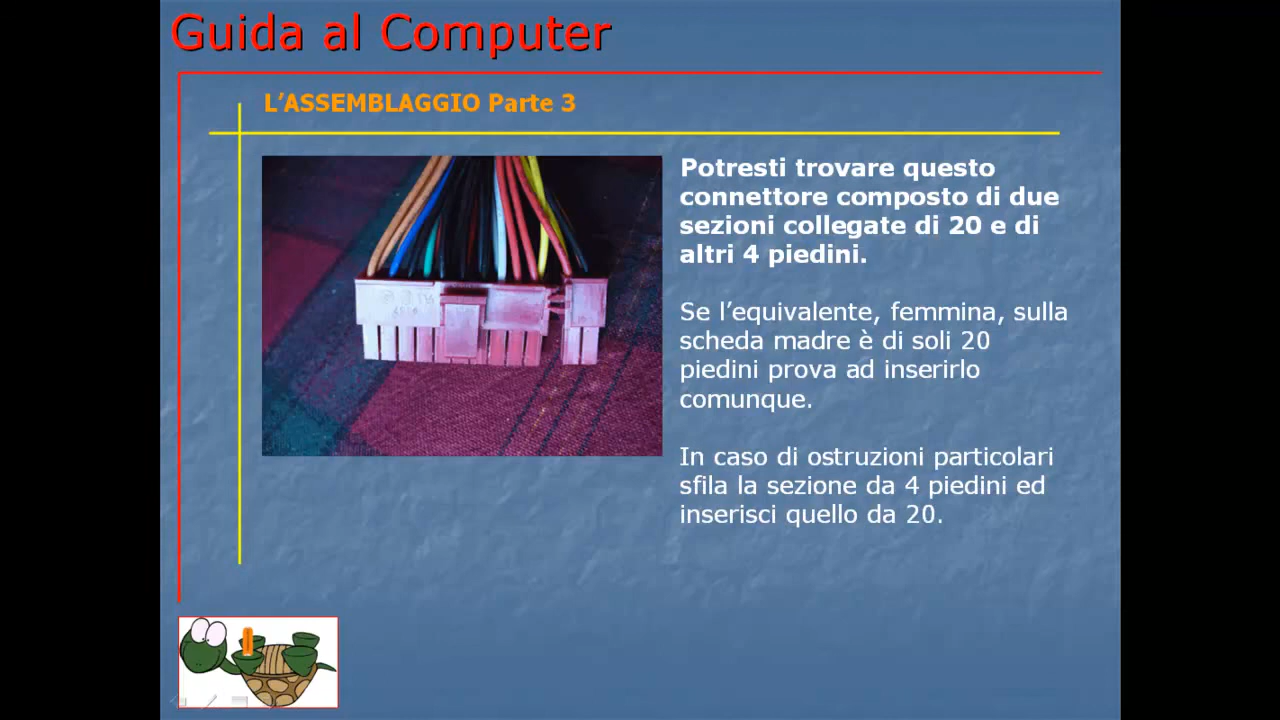 Guida al Computer
L'ASSEMBLAGGIO Parte 3
Potresti trovare questo
connettore composto di due
sezioni collegate di 20 e di
altri 4 piedini.
Se l'equivalente, femmina, sulla
scheda madre è di soli 20
piedini prova ad inserirlo
comunque.
In caso di ostruzioni particolari
sfila la sezione da 4 piedini ed
inserisci quello da 20.